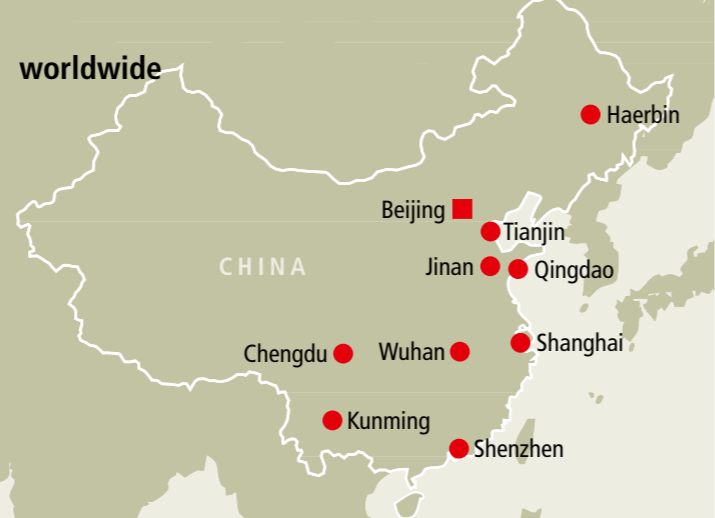 worldwide
Haerbin
Beijing
Tianjin
CHINA
Jinan
Qingdao
Shanghai
Chengdu
Wuhan
Kunming
Shenzhen